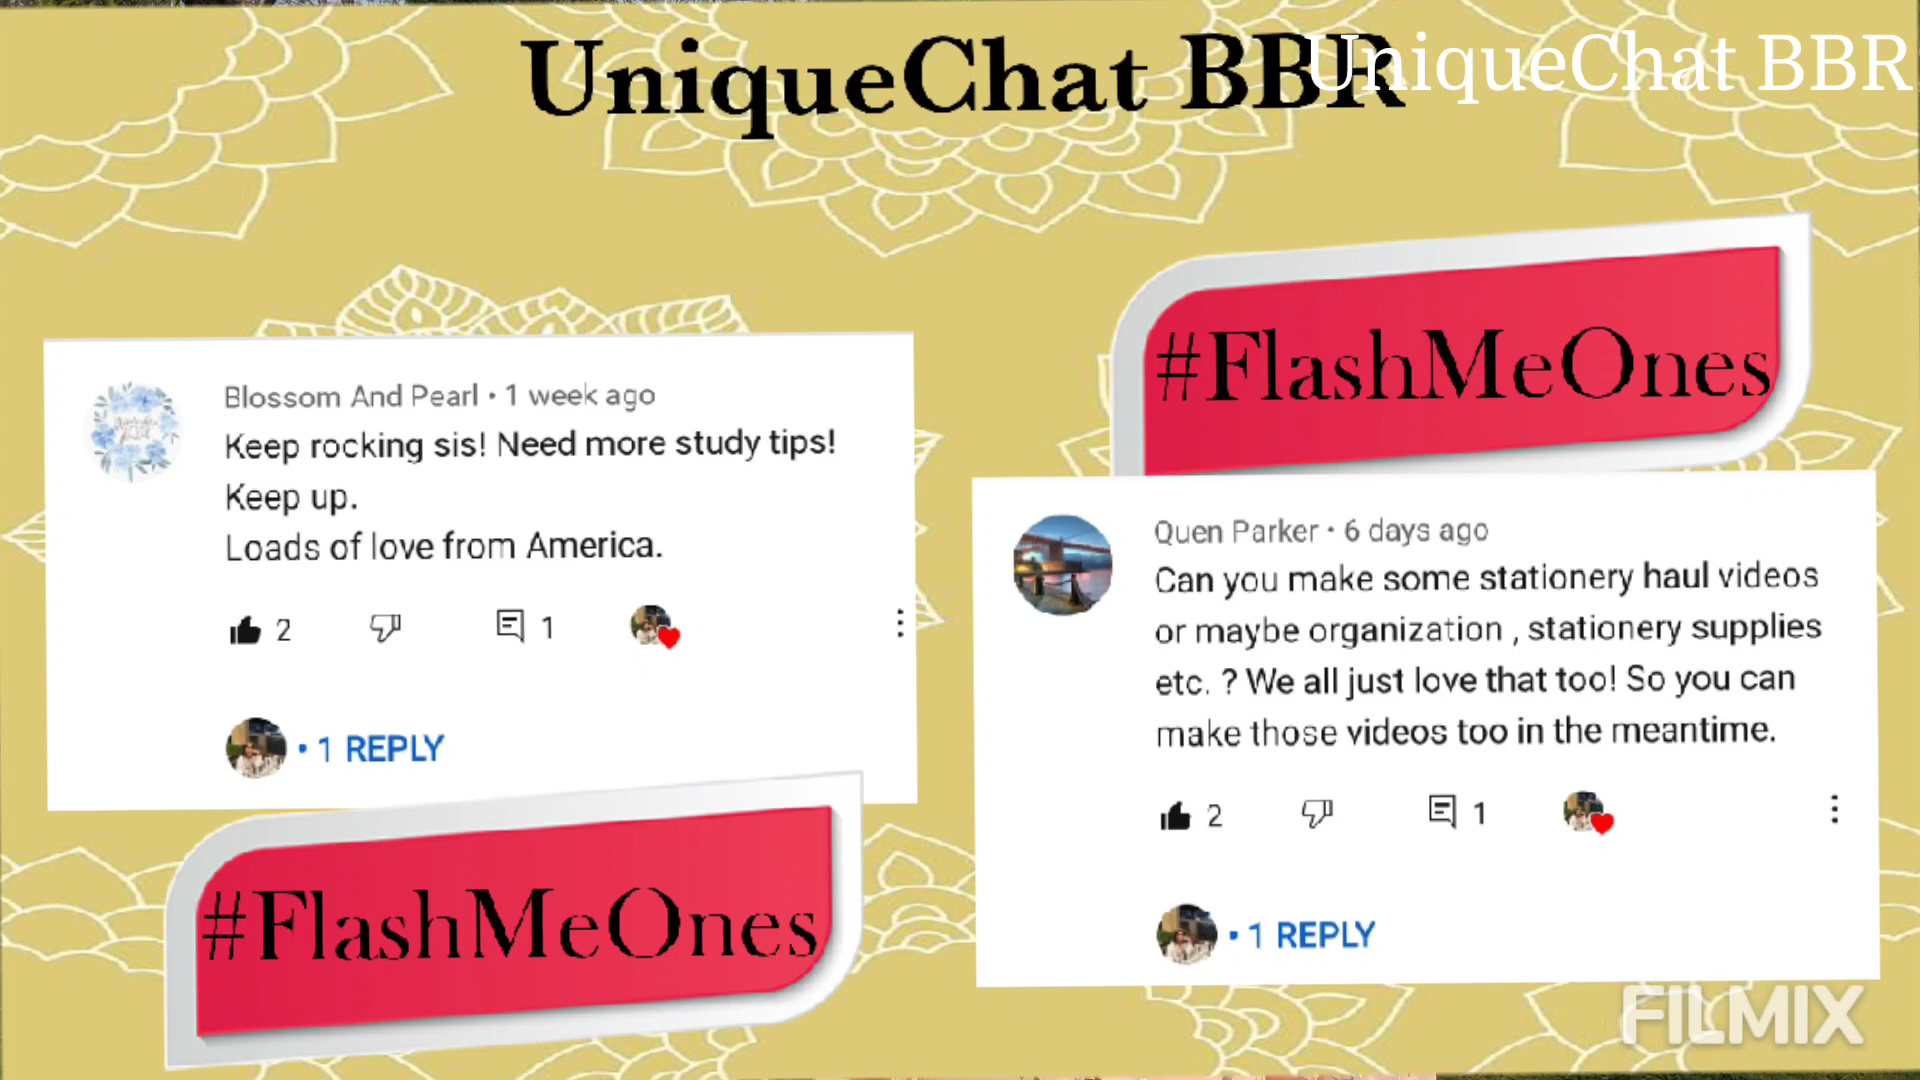 UniqueChat BBR
UniqueChat BBR
#FlashMeOnes
Blossom And Pearl • 1 week ago
Keep rocking sis! Need more study tips!
Keep up.
Loads of love from America.
2
1
• 1 REPLY
#FlashMeOnes
Quen Parker • 6 days ago
Can you make some stationery haul videos
or maybe organization , stationery supplies
etc. ? We all just love that too! So you can
make those videos too in the meantime.
2
1
• 1 REPLY
FILMIX